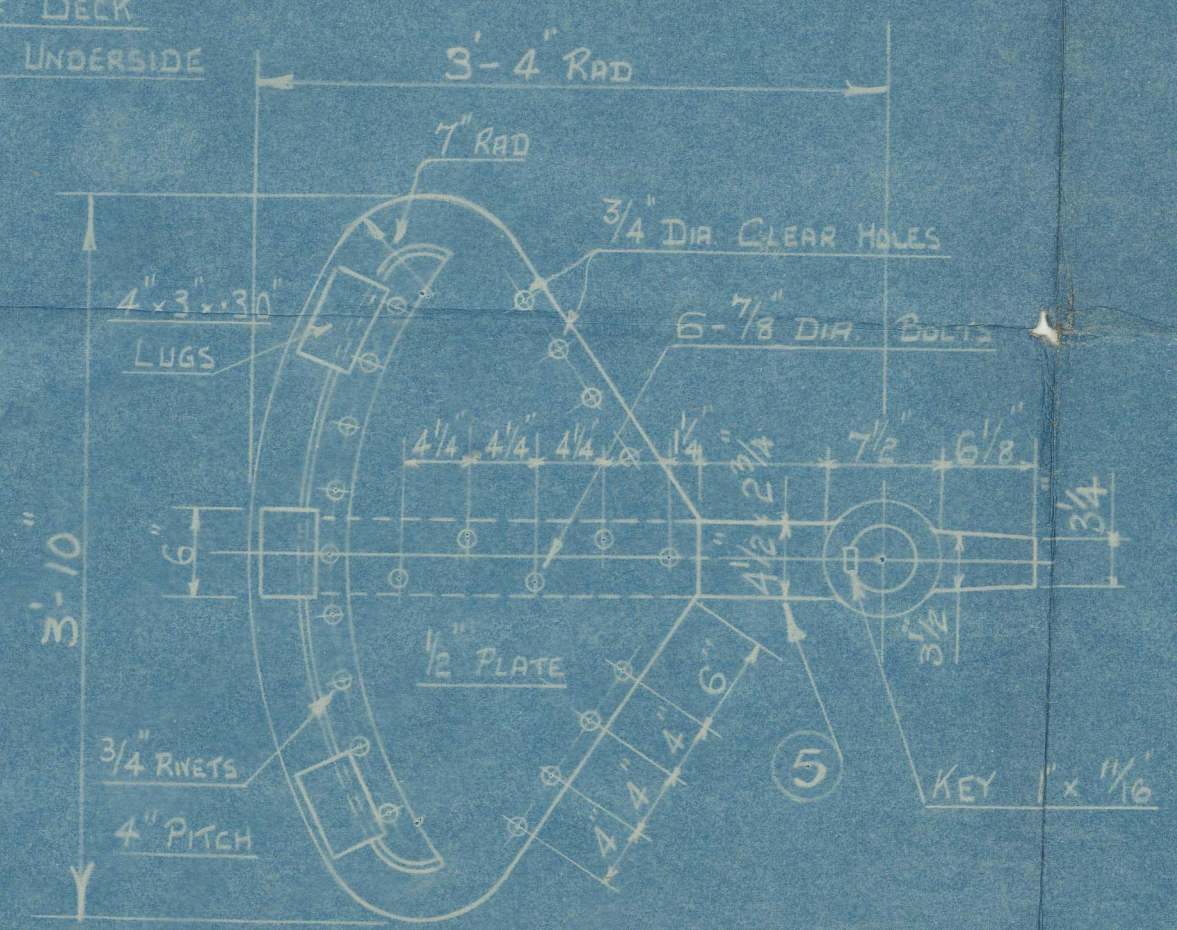 DECK
UNDERSIDE
3'-4" RAD
7" RAD
3/4" DIA. CLEAR HOLES
4" x 3" x .30"
LUGS
6-7/8" DIA. BOLTS
4 1/4" 4 1/4" 4 1/4" 1 1/4" 7 1/2" 6 1/8"
2 3/4"
4 1/2"
3 1/4"
3 1/2"
6"
3'-10"
1/2" PLATE
6"
4"
4"
4"
3/4" RIVETS
4" PITCH
5
KEY 1" x 11/16"